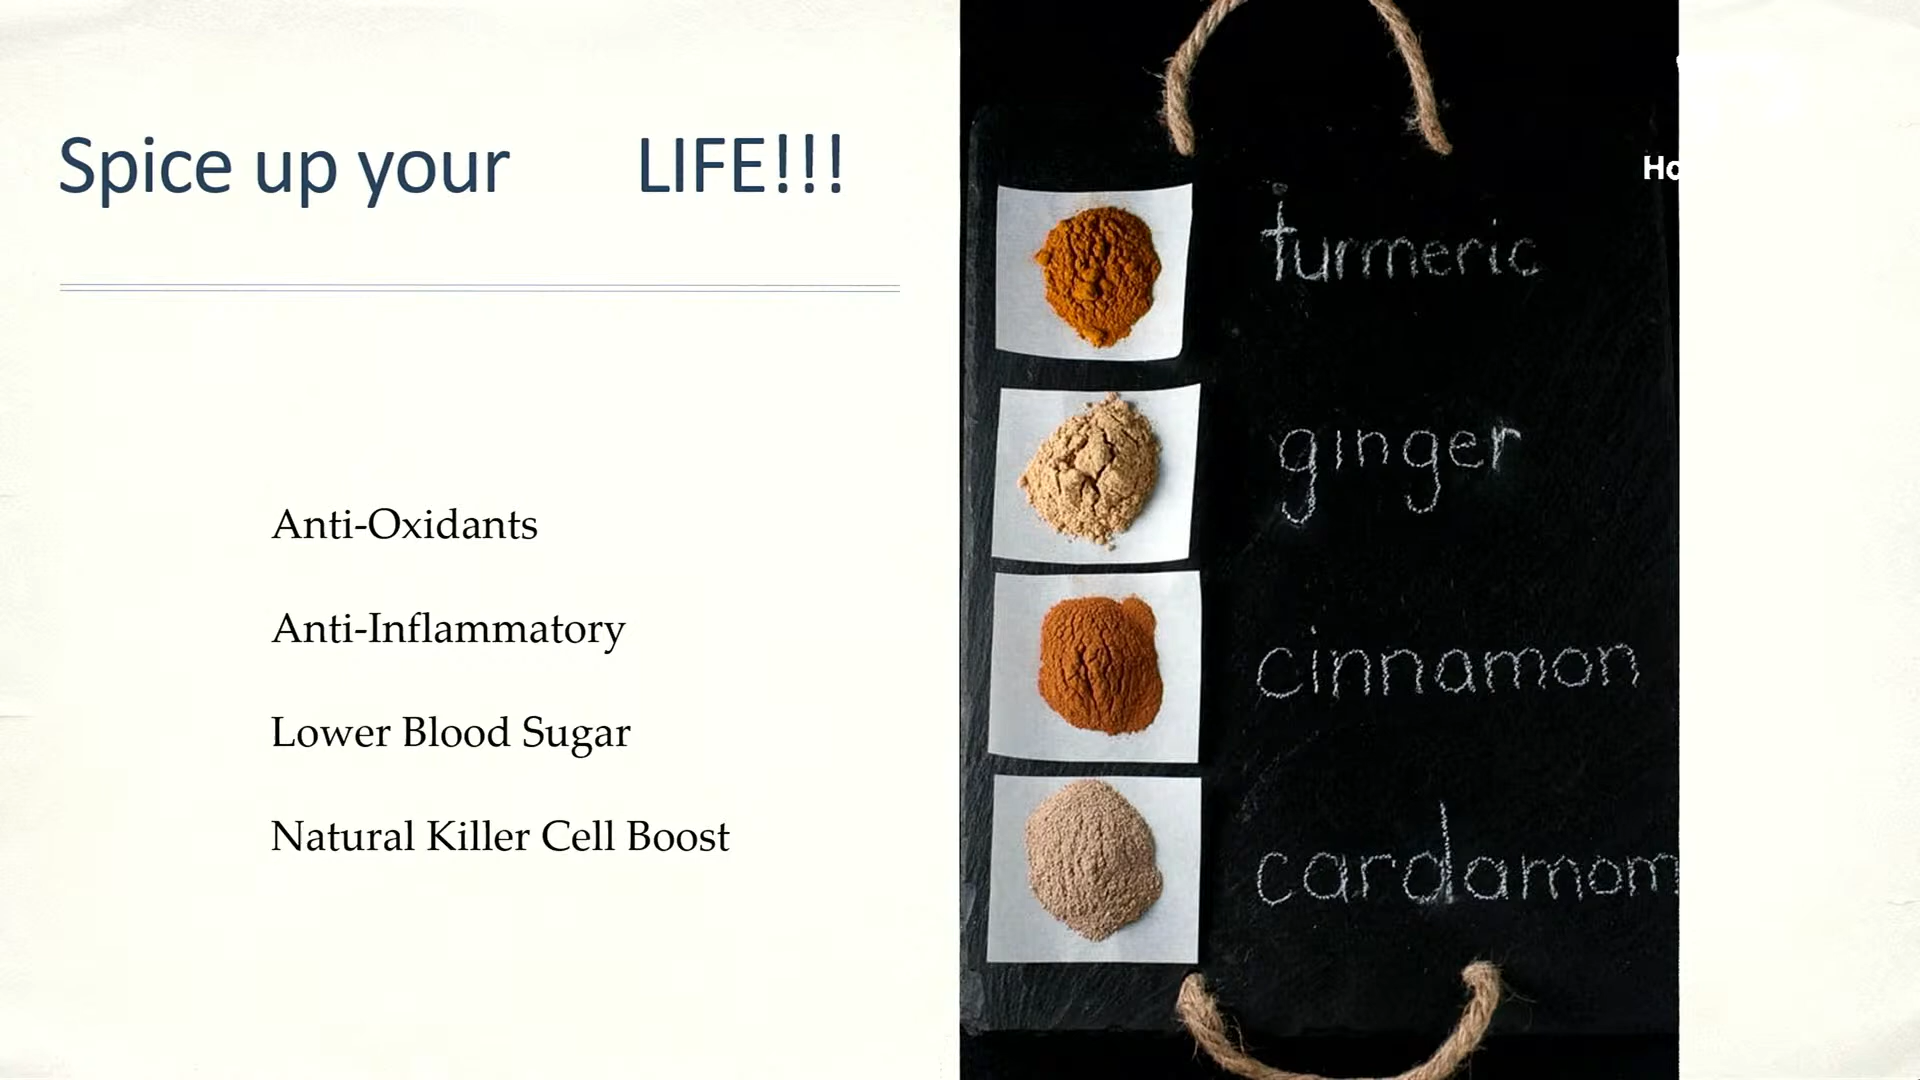 Spice up your LIFE!!!
Anti-Oxidants
Anti-Inflammatory
Lower Blood Sugar
Natural Killer Cell Boost
turmeric
ginger
cinnamon
cardamom